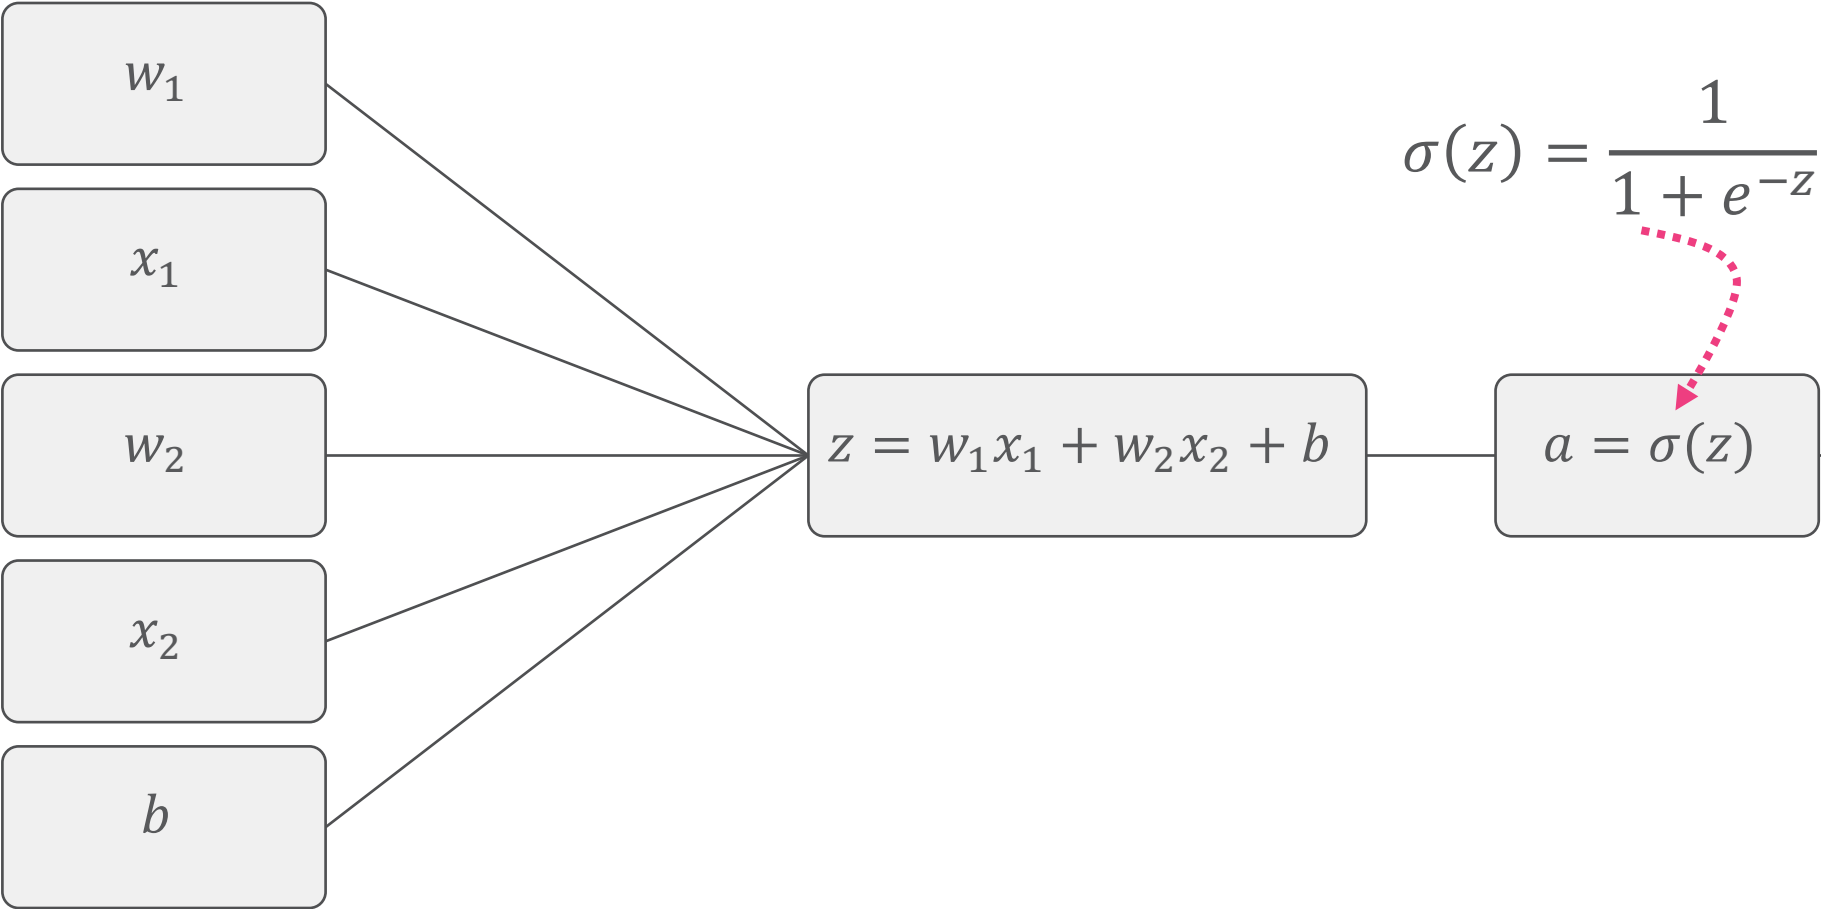 w₁
x₁
w₂
x₂
b
z = w₁x₁ + w₂x₂ + b
σ(z) = 1 / (1 + e⁻ᶻ)
a = σ(z)